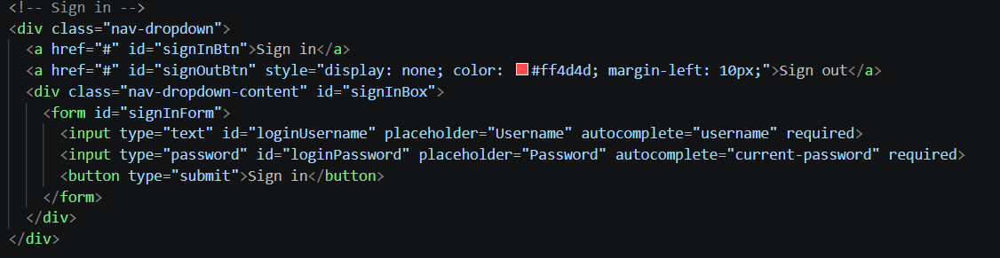 <!-- Sign in -->
<div class="nav-dropdown">
<a href="#" id="signInBtn">Sign in</a>
<a href="#" id="signOutBtn" style="display: none; color: #ff4d4d; margin-left: 10px;">Sign out</a>
<div class="nav-dropdown-content" id="signInBox">
<form id="signInForm">
<input type="text" id="loginUsername" placeholder="Username" autocomplete="username" required>
<input type="password" id="loginPassword" placeholder="Password" autocomplete="current-password" required>
<button type="submit">Sign in</button>
</form>
</div>
</div>